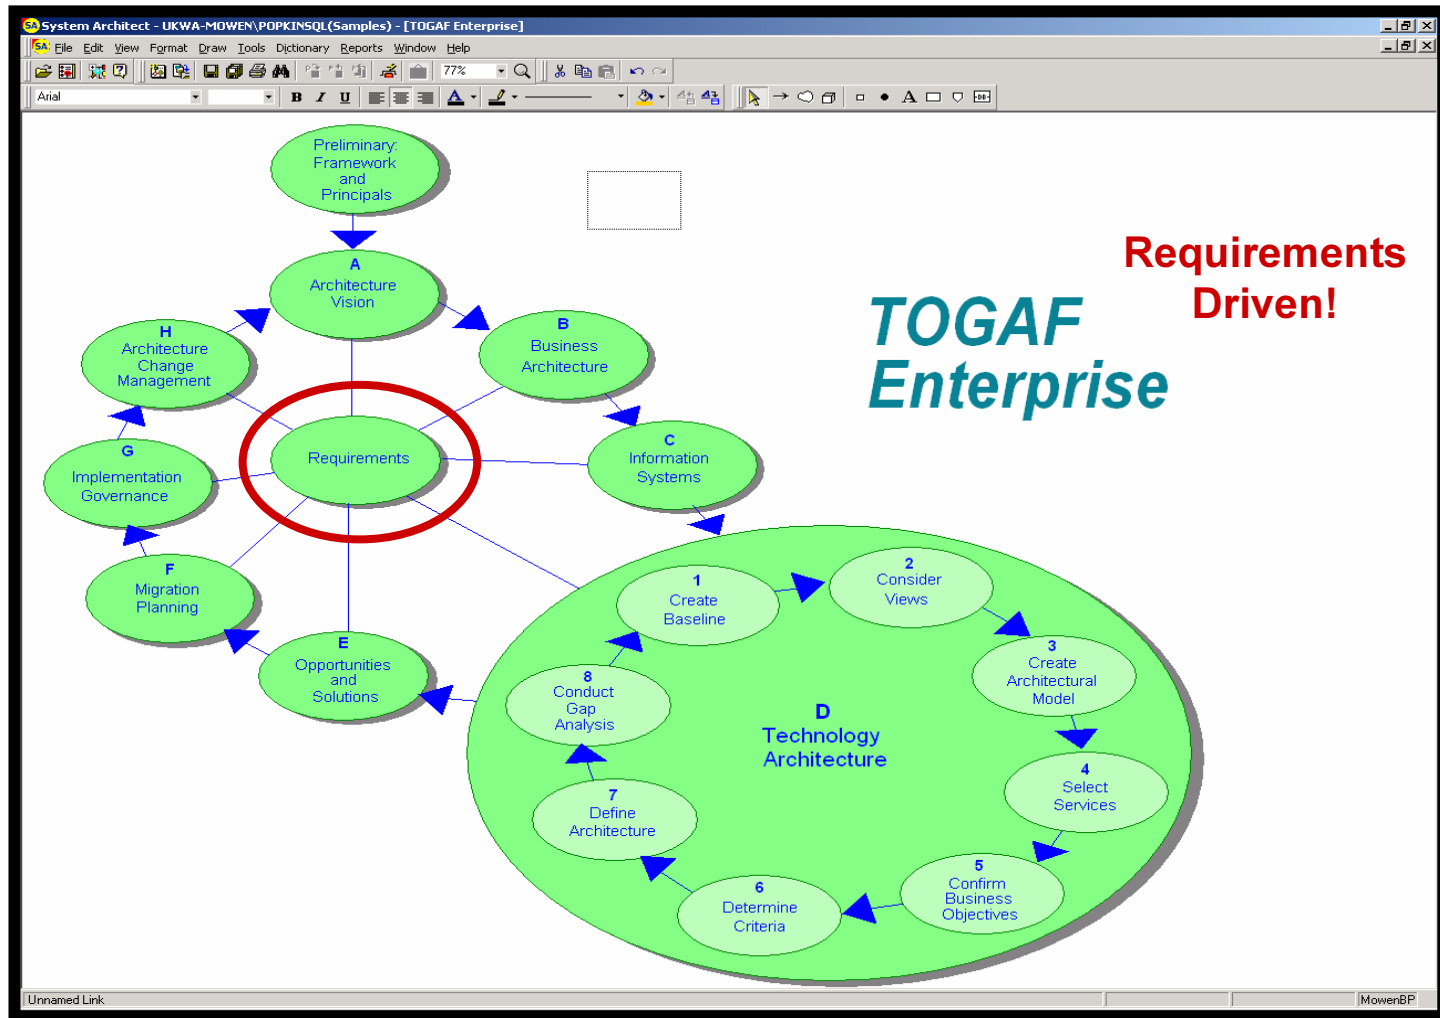 System Architect - UKWA-MOWEN\POPKINSQL(Samples) - [TOGAF Enterprise]
File Edit View Format Draw Tools Dictionary Reports Window Help
77%
Arial
B I U
Preliminary:
Framework
and
Principals
A
Architecture
Vision
B
Business
Architecture
C
Information
Systems
H
Architecture
Change
Management
G
Implementation
Governance
F
Migration
Planning
E
Opportunities
and
Solutions
Requirements
Requirements
Driven!
TOGAF
Enterprise
D
Technology
Architecture
1
Create
Baseline
2
Consider
Views
3
Create
Architectural
Model
4
Select
Services
5
Confirm
Business
Objectives
6
Determine
Criteria
7
Define
Architecture
8
Conduct
Gap
Analysis
Unnamed Link
MowenBP